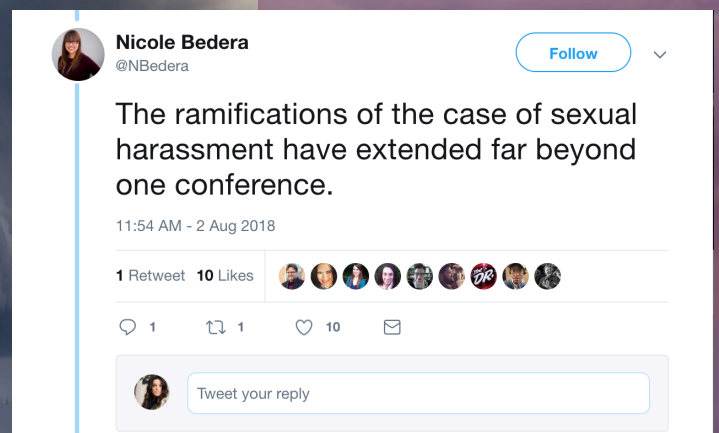 Nicole Bedera
@NBedera
Follow
The ramifications of the case of sexual
harassment have extended far beyond
one conference.
11:54 AM - 2 Aug 2018
1 Retweet 10 Likes
DR
1 1 10
Tweet your reply